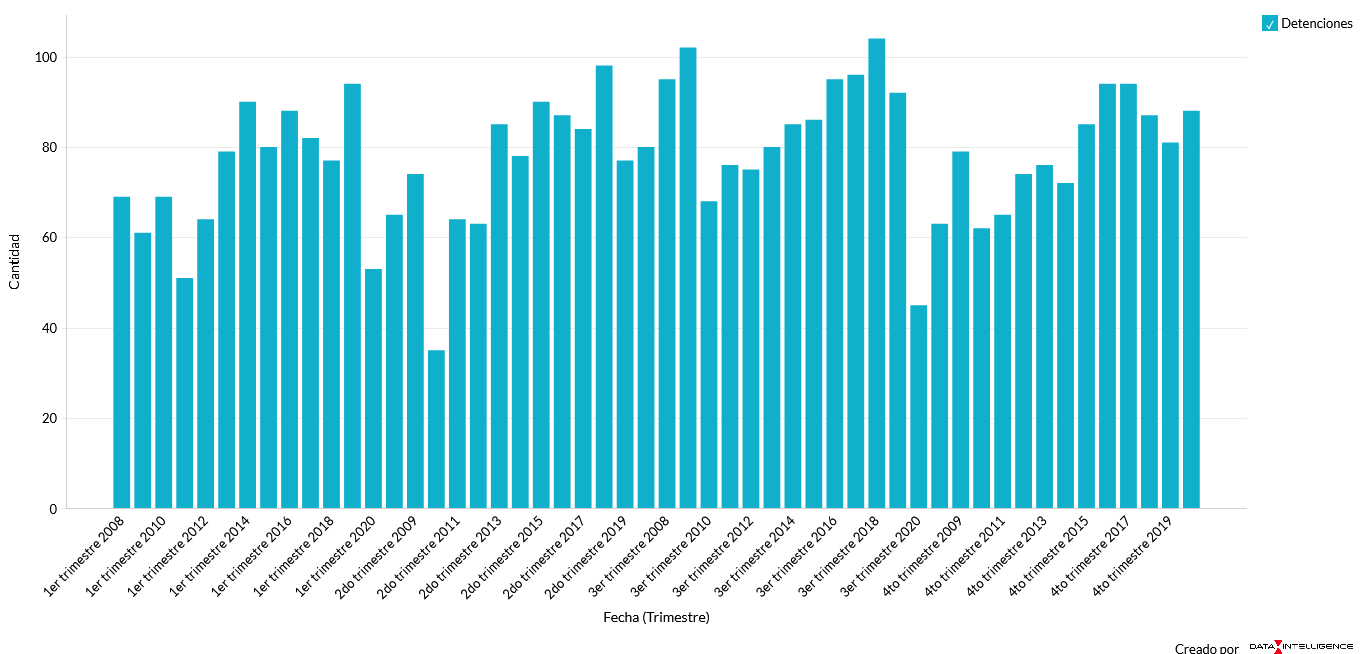 Detenciones
100
80
60
40
20
0
Cantidad
1er trimestre 2008
1er trimestre 2010
1er trimestre 2012
1er trimestre 2014
1er trimestre 2016
1er trimestre 2018
1er trimestre 2020
2do trimestre 2009
2do trimestre 2011
2do trimestre 2013
2do trimestre 2015
2do trimestre 2017
2do trimestre 2019
3er trimestre 2008
3er trimestre 2010
3er trimestre 2012
3er trimestre 2014
3er trimestre 2016
3er trimestre 2018
3er trimestre 2020
4to trimestre 2009
4to trimestre 2011
4to trimestre 2013
4to trimestre 2015
4to trimestre 2017
4to trimestre 2019
Fecha (Trimestre)
Creado por DATA INTELLIGENCE